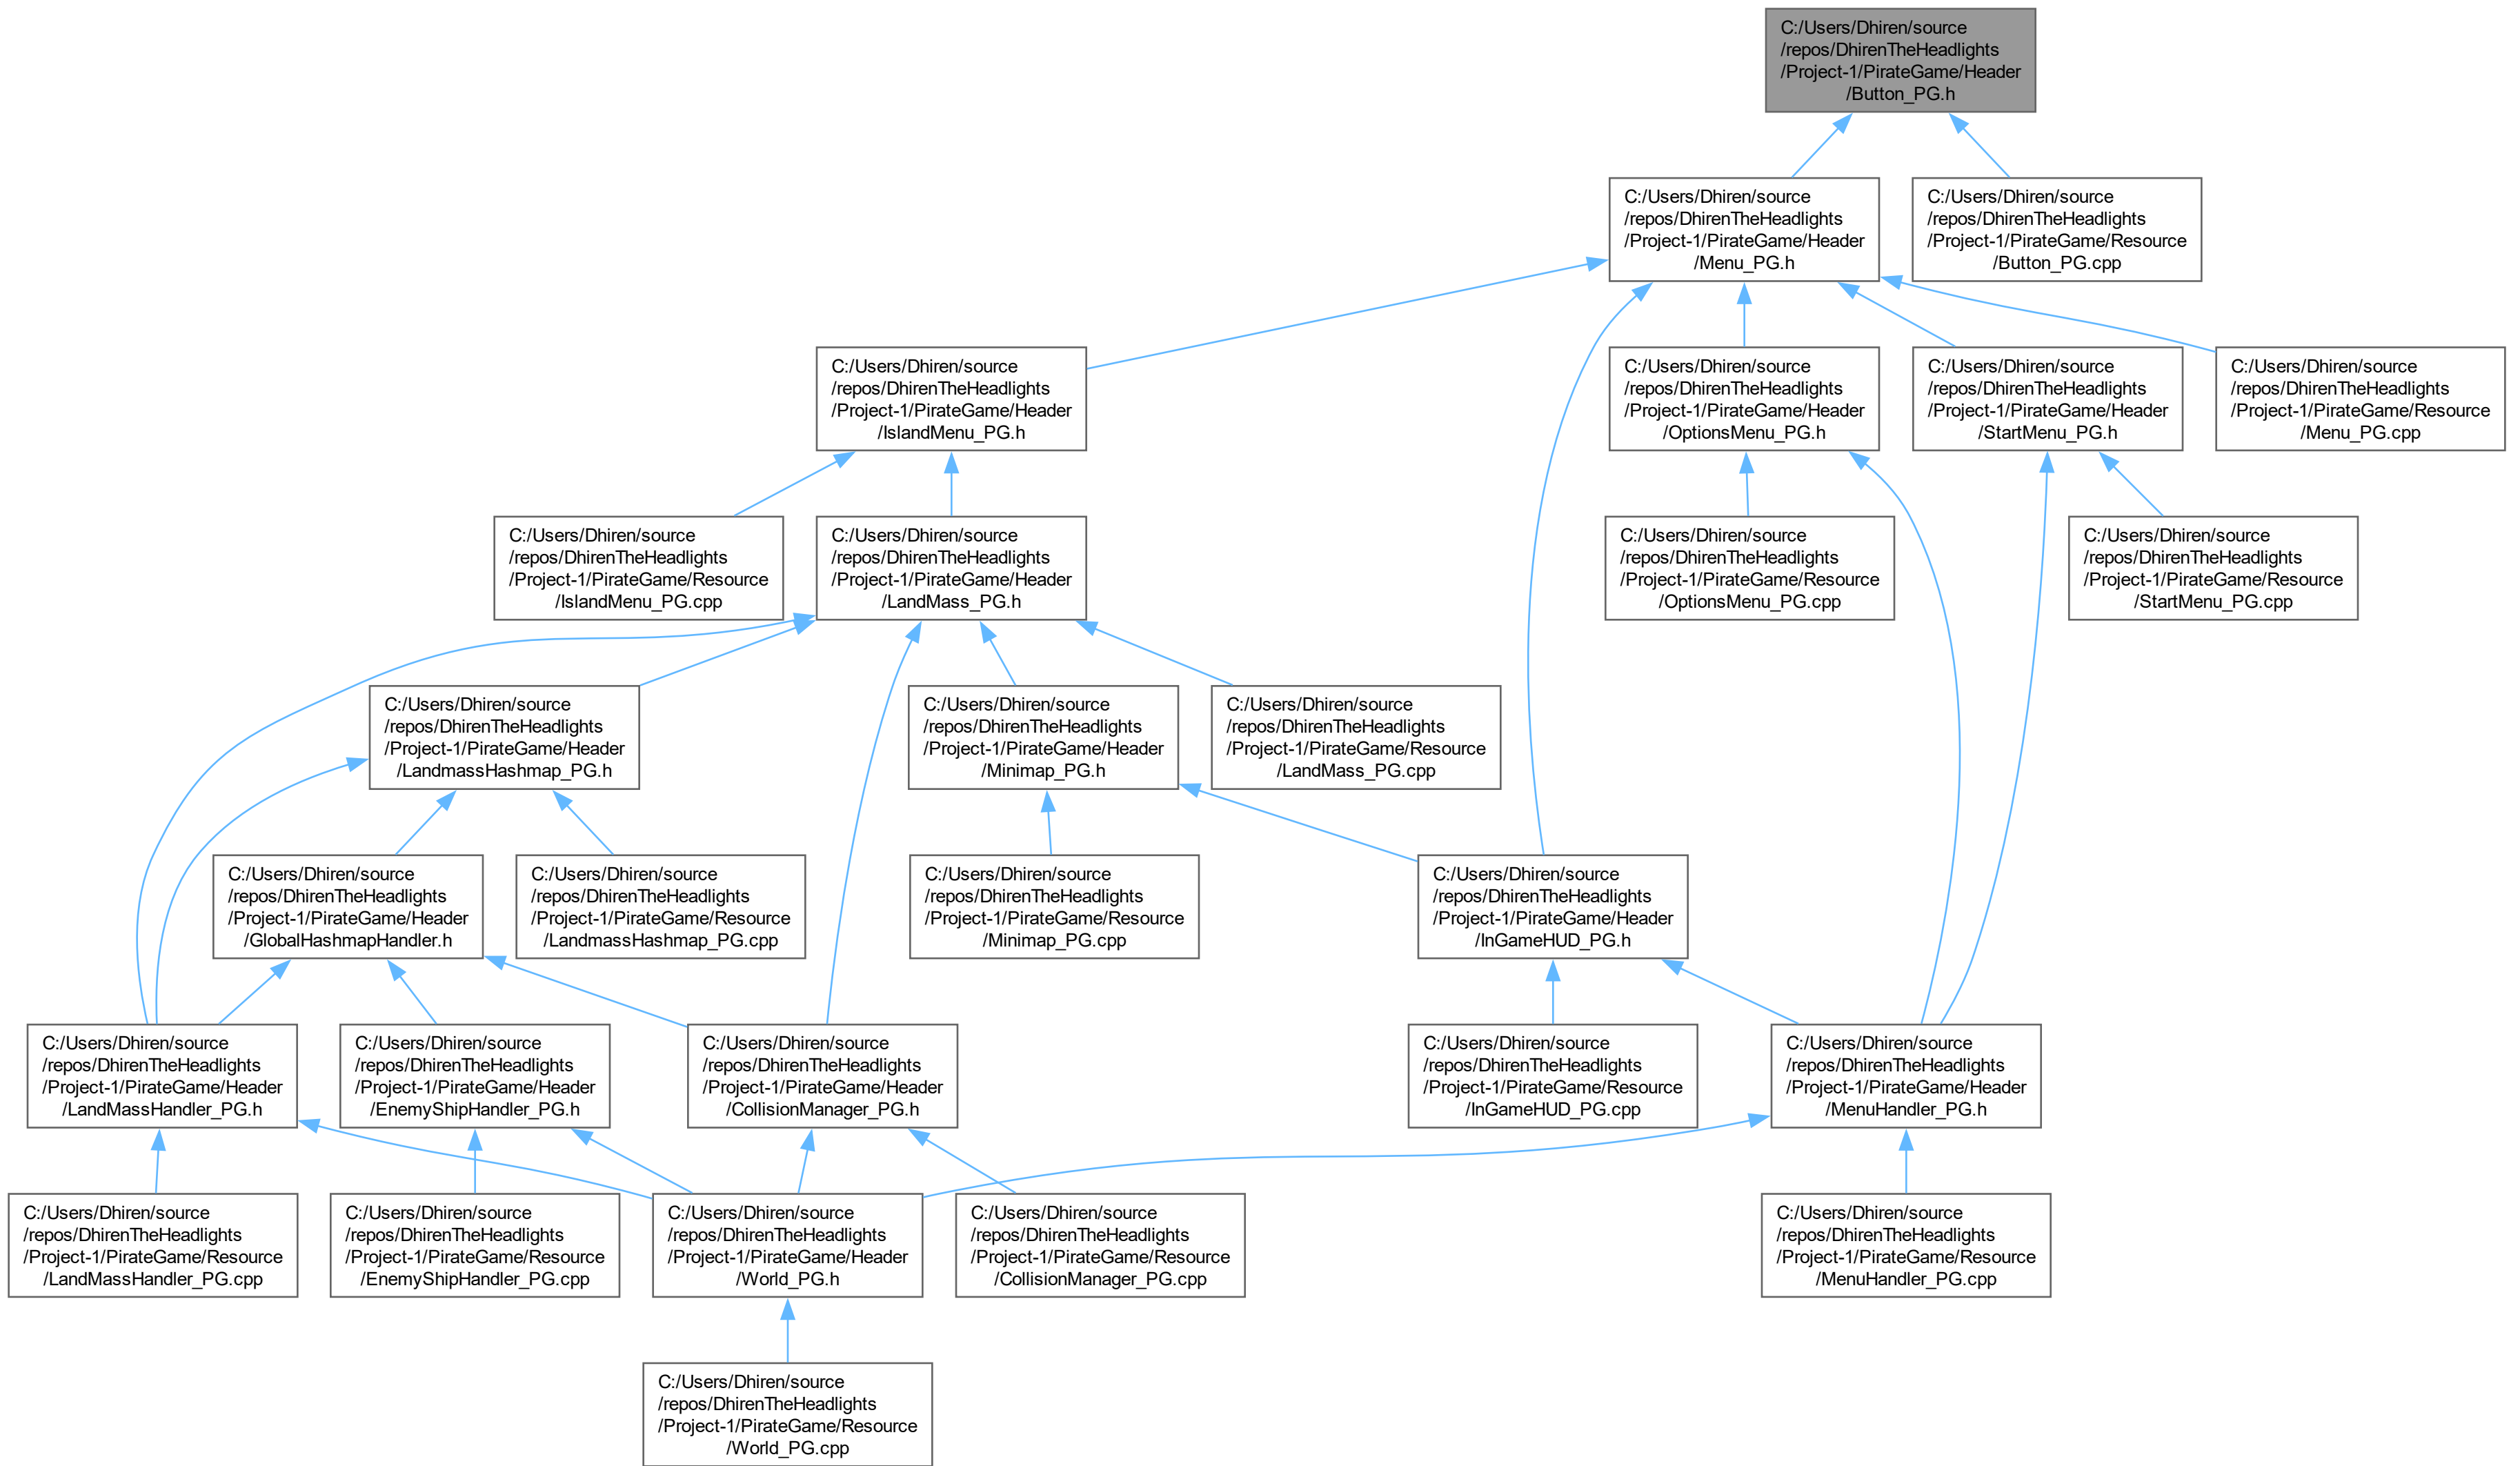 C:/Users/Dhiren/source
/repos/DhirenTheHeadlights
/Project-1/PirateGame/Header
/Button_PG.h
C:/Users/Dhiren/source
/repos/DhirenTheHeadlights
/Project-1/PirateGame/Header
/Menu_PG.h
C:/Users/Dhiren/source
/repos/DhirenTheHeadlights
/Project-1/PirateGame/Resource
/Button_PG.cpp
C:/Users/Dhiren/source
/repos/DhirenTheHeadlights
/Project-1/PirateGame/Header
/IslandMenu_PG.h
C:/Users/Dhiren/source
/repos/DhirenTheHeadlights
/Project-1/PirateGame/Header
/OptionsMenu_PG.h
C:/Users/Dhiren/source
/repos/DhirenTheHeadlights
/Project-1/PirateGame/Header
/StartMenu_PG.h
C:/Users/Dhiren/source
/repos/DhirenTheHeadlights
/Project-1/PirateGame/Resource
/Menu_PG.cpp
C:/Users/Dhiren/source
/repos/DhirenTheHeadlights
/Project-1/PirateGame/Resource
/IslandMenu_PG.cpp
C:/Users/Dhiren/source
/repos/DhirenTheHeadlights
/Project-1/PirateGame/Header
/LandMass_PG.h
C:/Users/Dhiren/source
/repos/DhirenTheHeadlights
/Project-1/PirateGame/Resource
/OptionsMenu_PG.cpp
C:/Users/Dhiren/source
/repos/DhirenTheHeadlights
/Project-1/PirateGame/Resource
/StartMenu_PG.cpp
C:/Users/Dhiren/source
/repos/DhirenTheHeadlights
/Project-1/PirateGame/Header
/LandmassHashmap_PG.h
C:/Users/Dhiren/source
/repos/DhirenTheHeadlights
/Project-1/PirateGame/Header
/Minimap_PG.h
C:/Users/Dhiren/source
/repos/DhirenTheHeadlights
/Project-1/PirateGame/Resource
/LandMass_PG.cpp
C:/Users/Dhiren/source
/repos/DhirenTheHeadlights
/Project-1/PirateGame/Header
/GlobalHashmapHandler.h
C:/Users/Dhiren/source
/repos/DhirenTheHeadlights
/Project-1/PirateGame/Resource
/LandmassHashmap_PG.cpp
C:/Users/Dhiren/source
/repos/DhirenTheHeadlights
/Project-1/PirateGame/Resource
/Minimap_PG.cpp
C:/Users/Dhiren/source
/repos/DhirenTheHeadlights
/Project-1/PirateGame/Header
/InGameHUD_PG.h
C:/Users/Dhiren/source
/repos/DhirenTheHeadlights
/Project-1/PirateGame/Header
/LandMassHandler_PG.h
C:/Users/Dhiren/source
/repos/DhirenTheHeadlights
/Project-1/PirateGame/Header
/EnemyShipHandler_PG.h
C:/Users/Dhiren/source
/repos/DhirenTheHeadlights
/Project-1/PirateGame/Header
/CollisionManager_PG.h
C:/Users/Dhiren/source
/repos/DhirenTheHeadlights
/Project-1/PirateGame/Resource
/InGameHUD_PG.cpp
C:/Users/Dhiren/source
/repos/DhirenTheHeadlights
/Project-1/PirateGame/Header
/MenuHandler_PG.h
C:/Users/Dhiren/source
/repos/DhirenTheHeadlights
/Project-1/PirateGame/Resource
/LandMassHandler_PG.cpp
C:/Users/Dhiren/source
/repos/DhirenTheHeadlights
/Project-1/PirateGame/Resource
/EnemyShipHandler_PG.cpp
C:/Users/Dhiren/source
/repos/DhirenTheHeadlights
/Project-1/PirateGame/Header
/World_PG.h
C:/Users/Dhiren/source
/repos/DhirenTheHeadlights
/Project-1/PirateGame/Resource
/CollisionManager_PG.cpp
C:/Users/Dhiren/source
/repos/DhirenTheHeadlights
/Project-1/PirateGame/Resource
/MenuHandler_PG.cpp
C:/Users/Dhiren/source
/repos/DhirenTheHeadlights
/Project-1/PirateGame/Resource
/World_PG.cpp